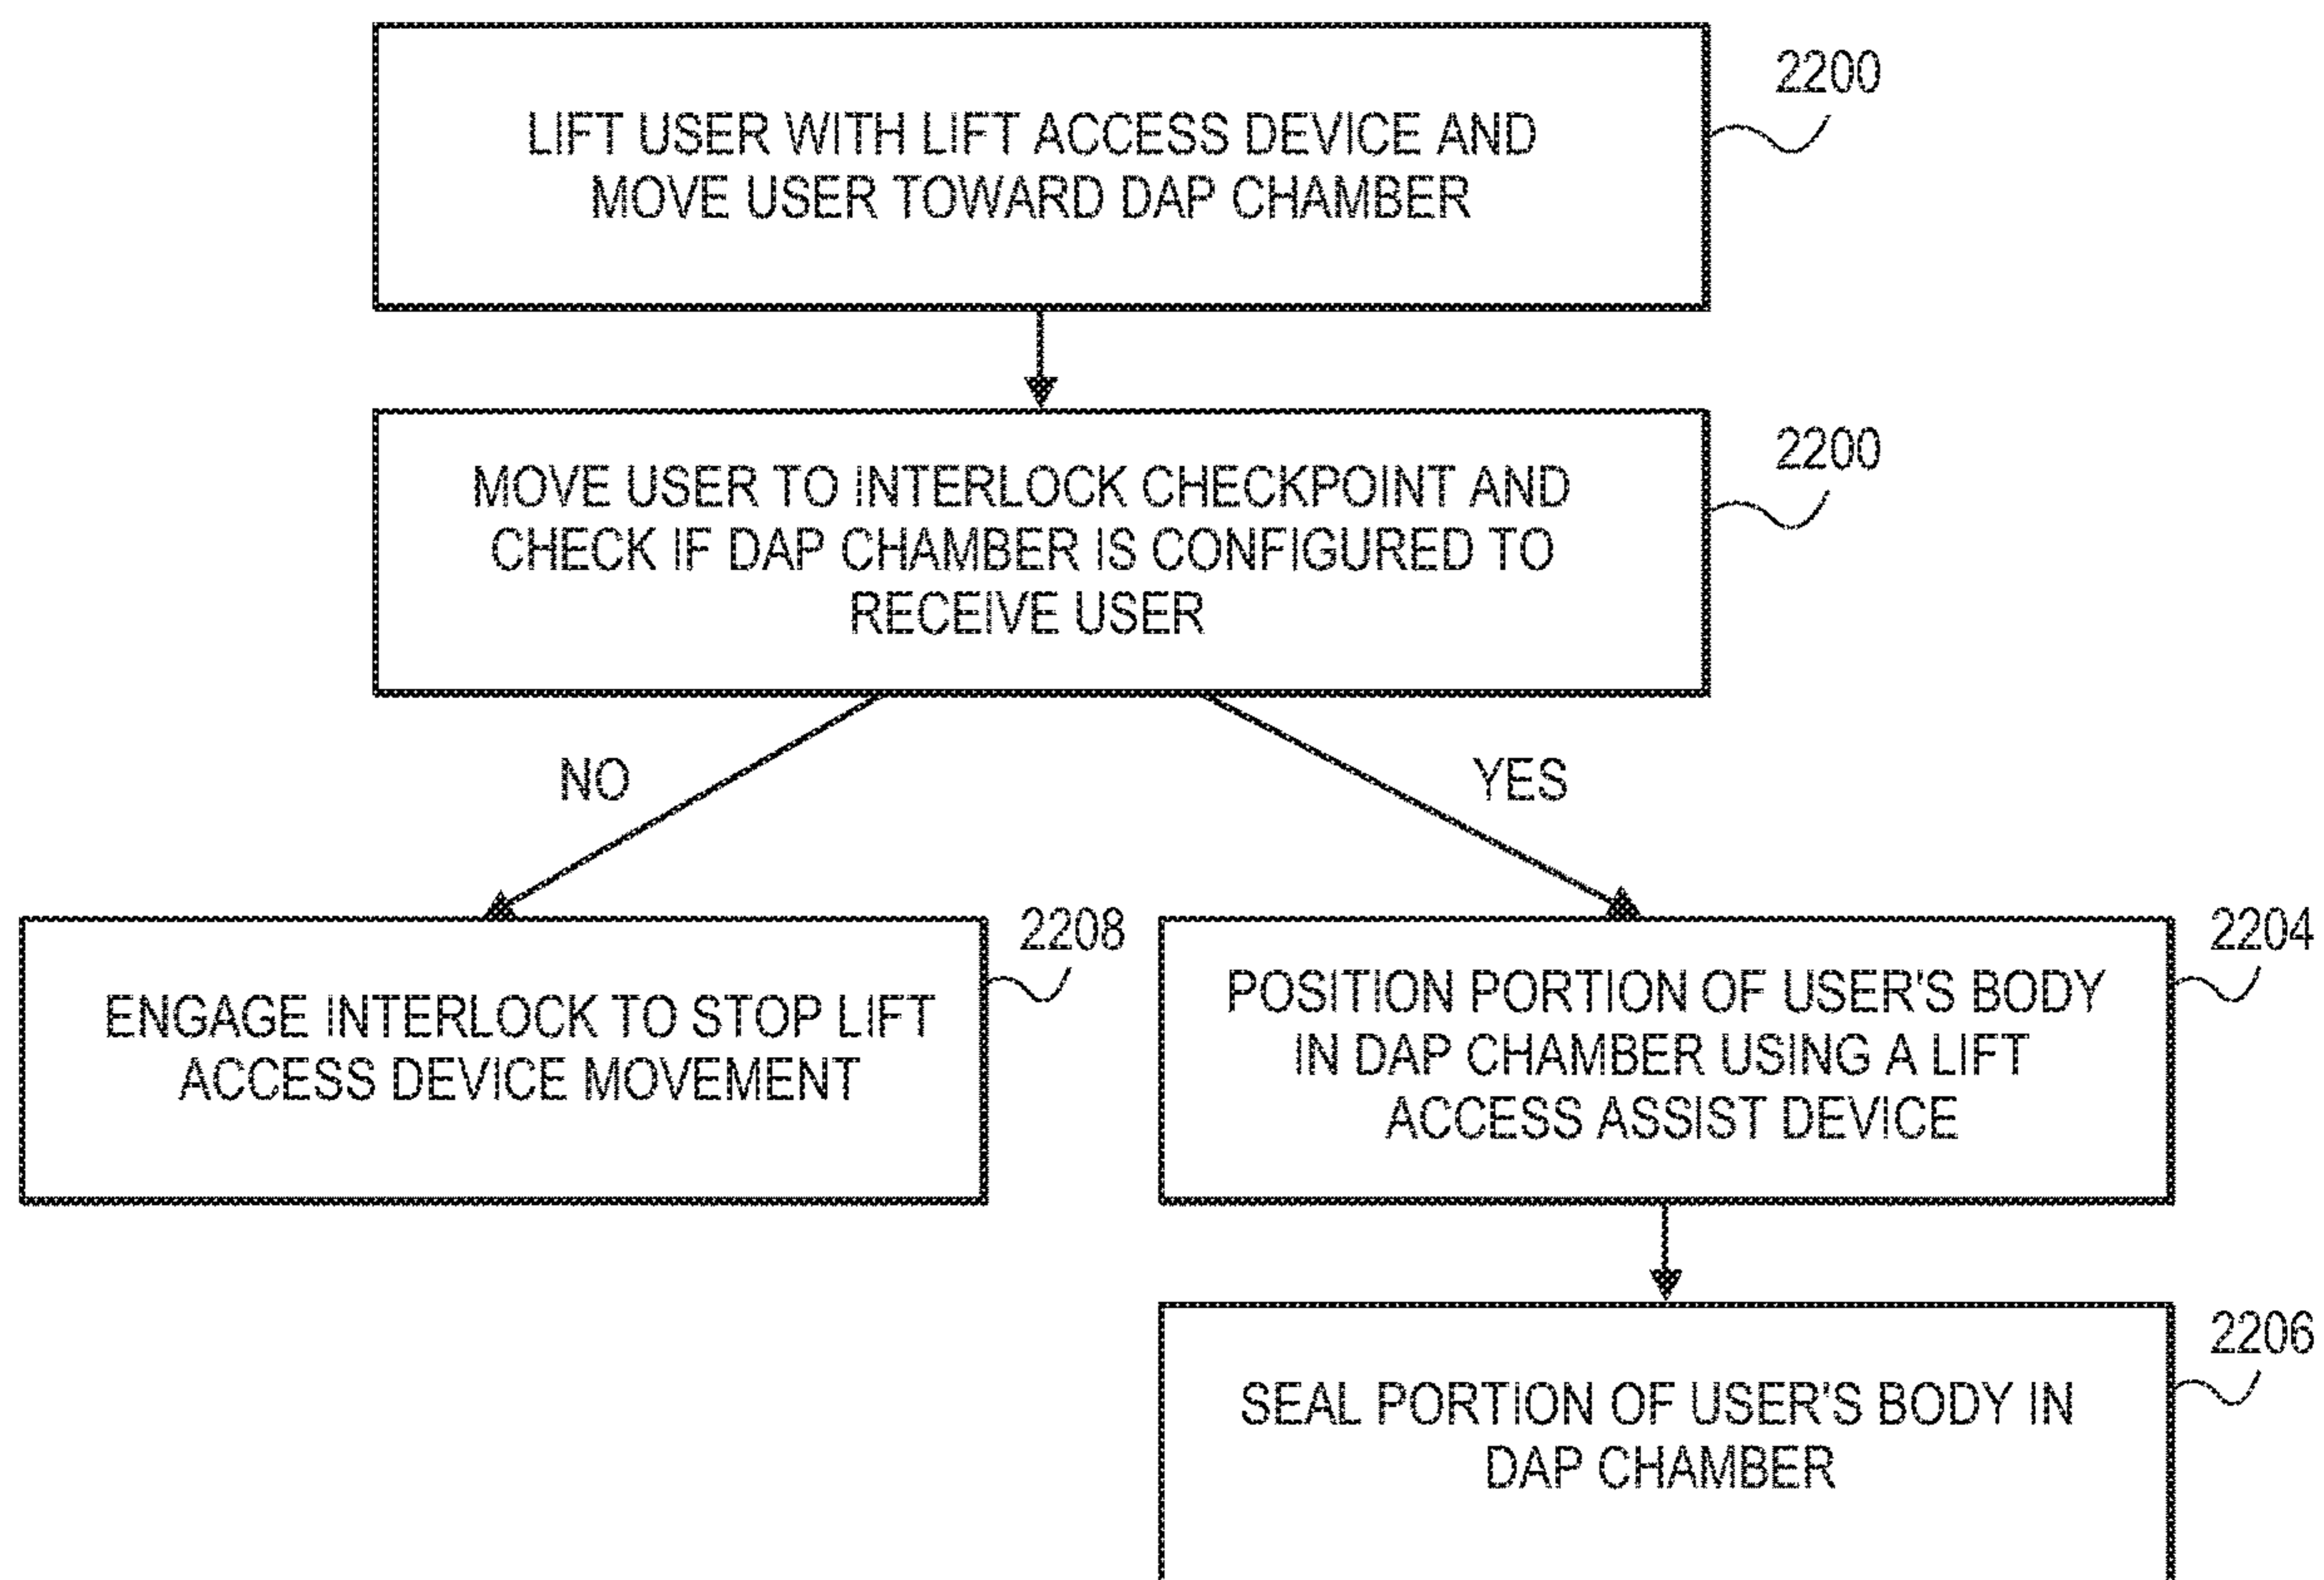 LIFT USER WITH LIFT ACCESS DEVICE AND
MOVE USER TOWARD DAP CHAMBER
2200
MOVE USER TO INTERLOCK CHECKPOINT AND
CHECK IF DAP CHAMBER IS CONFIGURED TO
RECEIVE USER
2200
NO
YES
ENGAGE INTERLOCK TO STOP LIFT
ACCESS DEVICE MOVEMENT
2208
POSITION PORTION OF USER'S BODY
IN DAP CHAMBER USING A LIFT
ACCESS ASSIST DEVICE
2204
SEAL PORTION OF USER'S BODY IN
DAP CHAMBER
2206